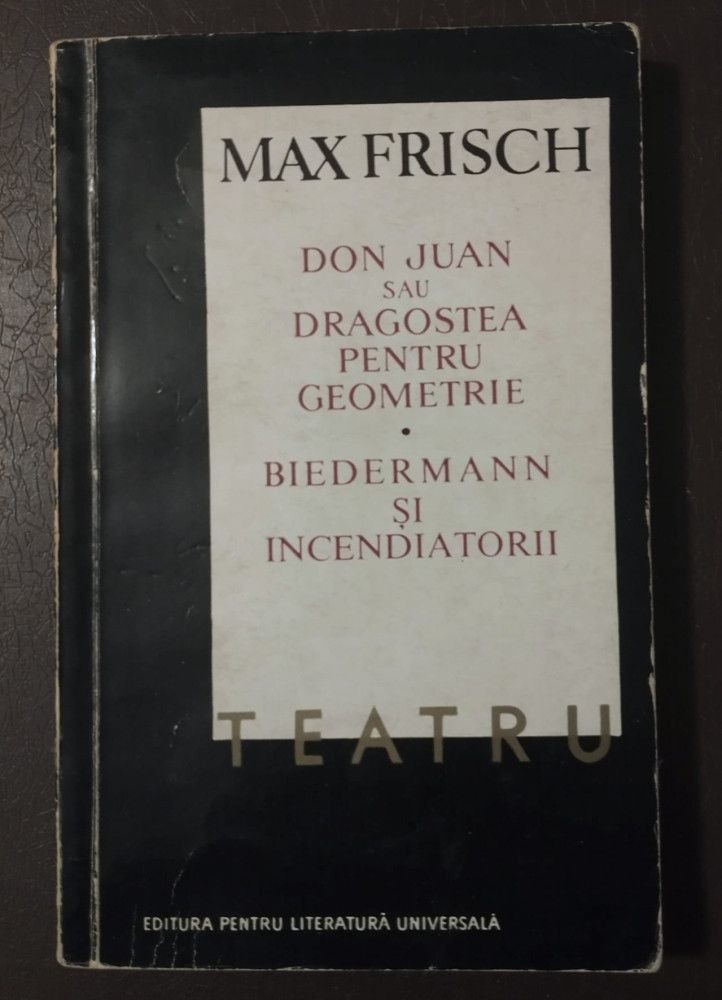 MAX FRISCH
DON JUAN
SAU
DRAGOSTEA
PENTRU
GEOMETRIE
•
BIEDERMANN
ȘI
INCENDIATORII
TEATRU
EDITURA PENTRU LITERATURĂ UNIVERSALĂ